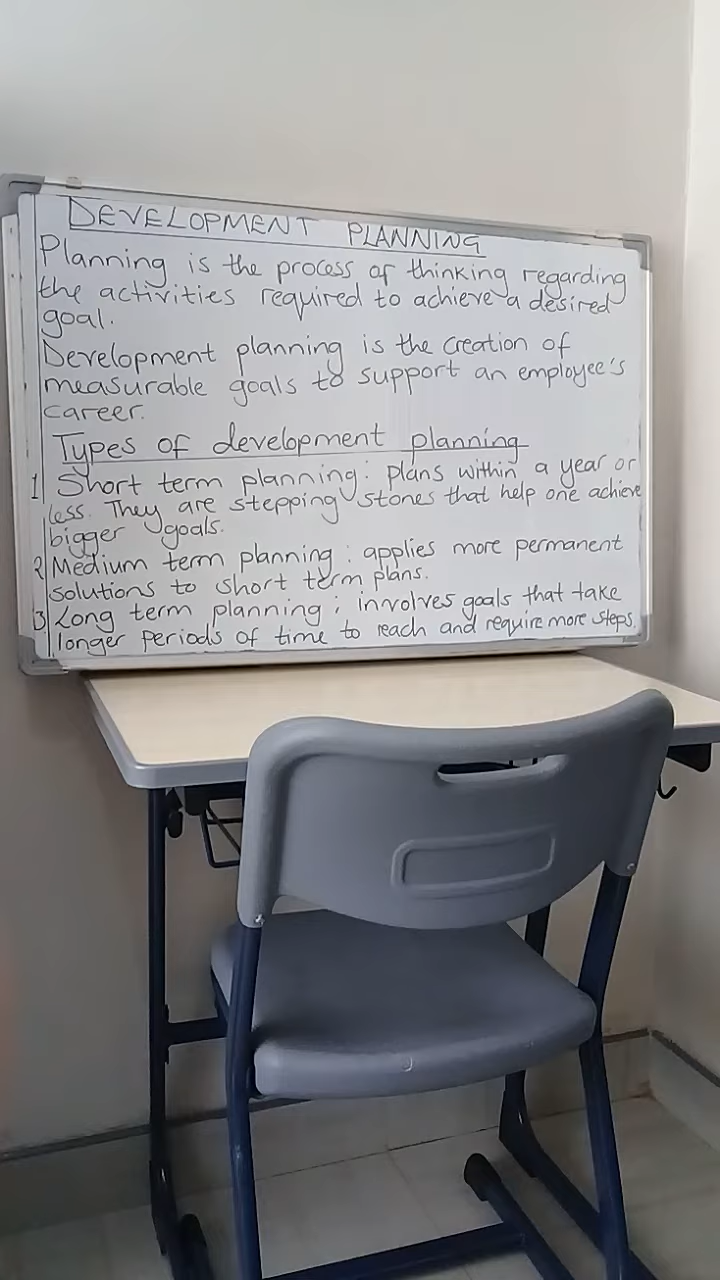 DEVELOPMENT PLANNING
Planning is the process of thinking regarding
the activities required to achieve a desired
goal.
Development planning is the creation of
measurable goals to support an employee's
career.
Types of development planning
1 Short term planning: plans within a year or
less. They are stepping stones that help one achieve
bigger goals.
2 Medium term planning: applies more permanent
solutions to short term plans.
3 Long term planning; involves goals that take
longer periods of time to reach and require more steps.